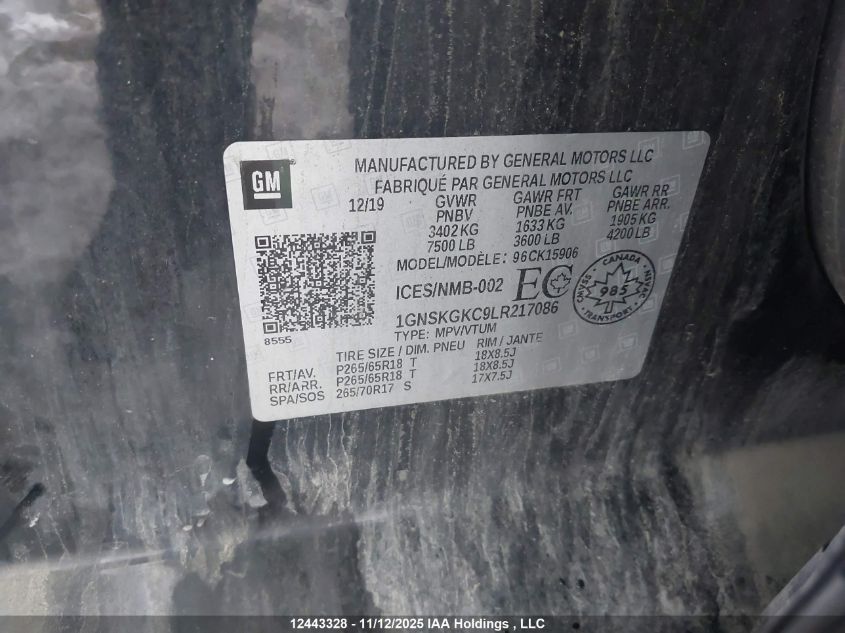 GM
MANUFACTURED BY GENERAL MOTORS LLC
FABRIQUÉ PAR GENERAL MOTORS LLC
12/19 GVWR GAWR FRT GAWR RR
PNBV PNBE AV. PNBE ARR.
3402 KG 1633 KG 1905 KG
7500 LB 3600 LB 4200 LB
MODEL/MODÈLE: 96CK15906
ICES/NMB-002 EC
CANADA
SVANC 985 NSVAC
TRANSPORT
1GNSKGKC9LR217086
TYPE: MPV/VTUM
8555
TIRE SIZE / DIM. PNEU RIM / JANTE
FRT/AV. P265/65R18 T 18X8.5J
RR/ARR. P265/65R18 T 18X8.5J
SPA/SOS 265/70R17 S 17X7.5J
12443328 - 11/12/2025 IAA Holdings , LLC